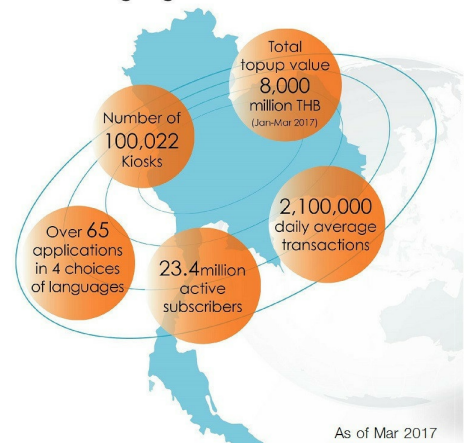 Total
topup value
8,000
million THB
(Jan-Mar 2017)
Number of
100,022
Kiosks
2,100,000
daily average
transactions
Over 65
applications
in 4 choices
of languages
23.4million
active
subscribers
As of Mar 2017